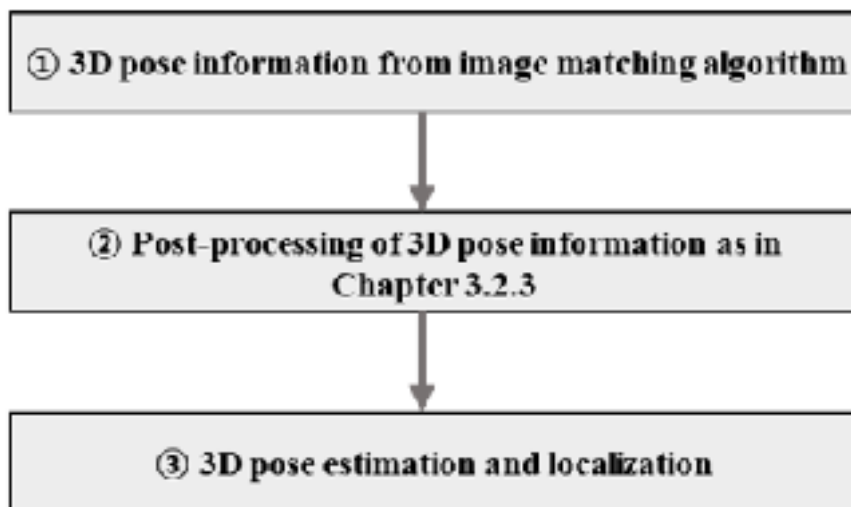 ① 3D pose information from image matching algorithm
② Post-processing of 3D pose information as in
Chapter 3.2.3
③ 3D pose estimation and localization